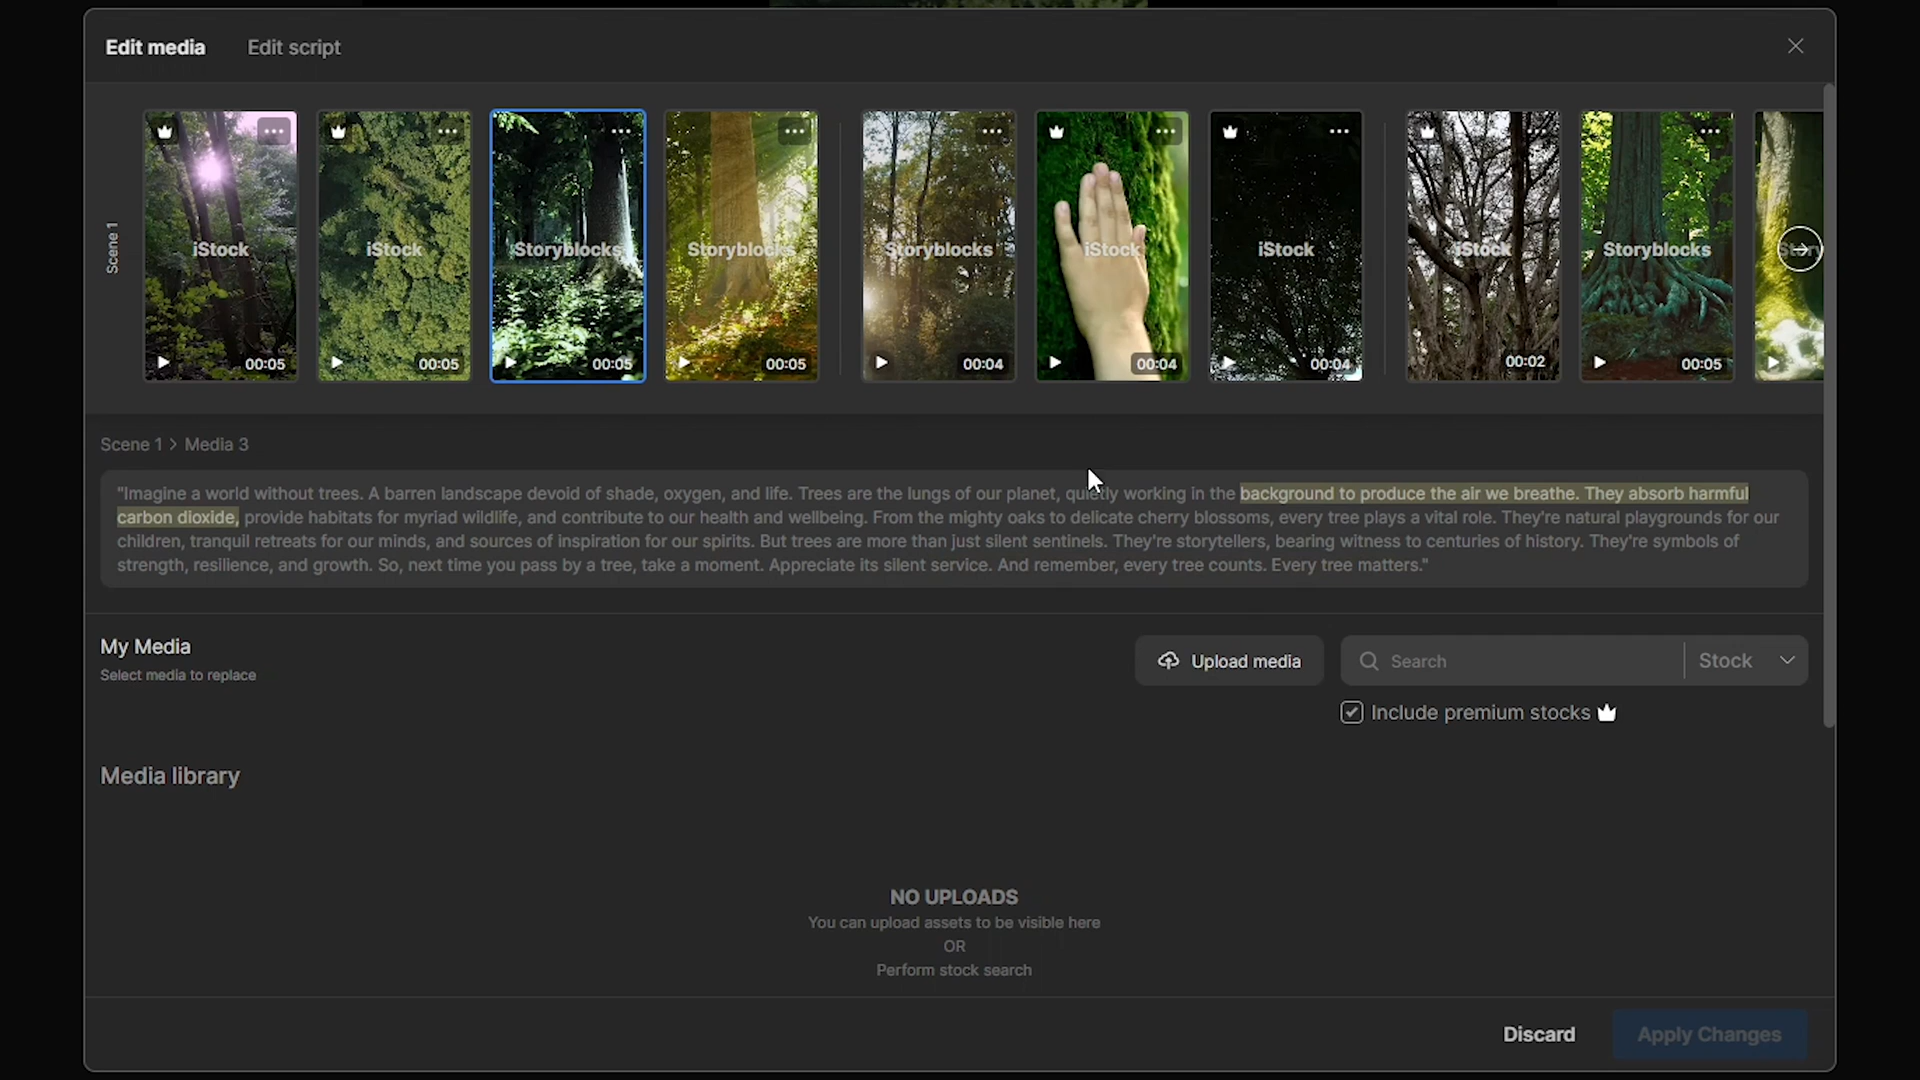 Edit media
Edit script
Scene 1
iStock
00:05
iStock
00:05
Storyblocks
00:05
Storyblocks
00:05
Storyblocks
00:04
iStock
00:04
iStock
00:04
iStock
00:02
Storyblocks
00:05
Scene 1 > Media 3
"Imagine a world without trees. A barren landscape devoid of shade, oxygen, and life. Trees are the lungs of our planet, quietly working in the background to produce the air we breathe. They absorb harmful
carbon dioxide, provide habitats for myriad wildlife, and contribute to our health and wellbeing. From the mighty oaks to delicate cherry blossoms, every tree plays a vital role. They're natural playgrounds for our
children, tranquil retreats for our minds, and sources of inspiration for our spirits. But trees are more than just silent sentinels. They're storytellers, bearing witness to centuries of history. They're symbols of
strength, resilience, and growth. So, next time you pass by a tree, take a moment. Appreciate its silent service. And remember, every tree counts. Every tree matters."
My Media
Select media to replace
Upload media
Search
Stock
Include premium stocks
Media library
NO UPLOADS
You can upload assets to be visible here
OR
Perform stock search
Discard
Apply Changes